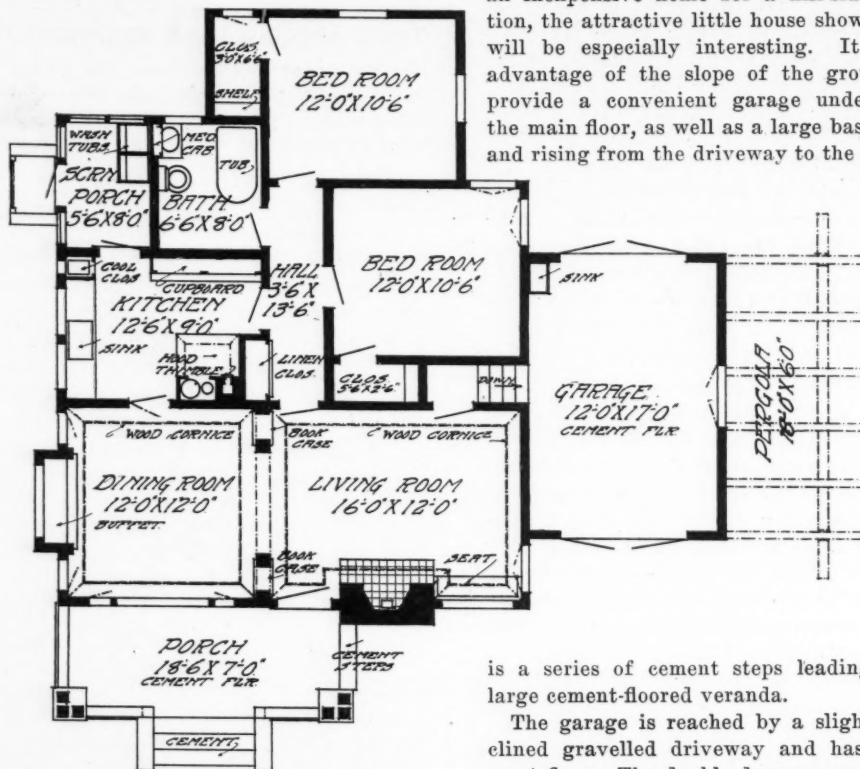 tion, the attractive little house show
will be especially interesting. It
advantage of the slope of the gro
provide a convenient garage unde
the main floor, as well as a large bas
and rising from the driveway to the
CLOS.
3'-0"X6'-6"
SHELF
BED ROOM
12'-0"X10'-6"
WASH
TUBS
MED
CAB
TUB
SCRN
PORCH
5'-6"X8'-0"
BATH
6'-6"X8'-0"
COOL
CLOS
CUPBOARD
HALL
3'-6"X
13'-6"
BED ROOM
12'-0"X10'-6"
SINK
KITCHEN
12'-6"X9'-0"
SINK
HOOD
THIMBLE
LINEN
CLOS.
CLOS.
5'-6"X2'-6"
DOWN
GARAGE
12'-0"X17'-0"
CEMENT FLR
PERGOLA
18'-0"X6'-0"
WOOD CORNICE
BOOK
CASE
WOOD CORNICE
DINING ROOM
12'-0"X12'-0"
BUFFET.
LIVING ROOM
16'-0"X12'-0"
BOOK
CASE
SEAT
PORCH
18'-6"X7'-0"
CEMENT FLR.
CEMENT
STEPS
CEMENT
is a series of cement steps leading
large cement-floored veranda.
The garage is reached by a sligh
clined gravelled driveway and has